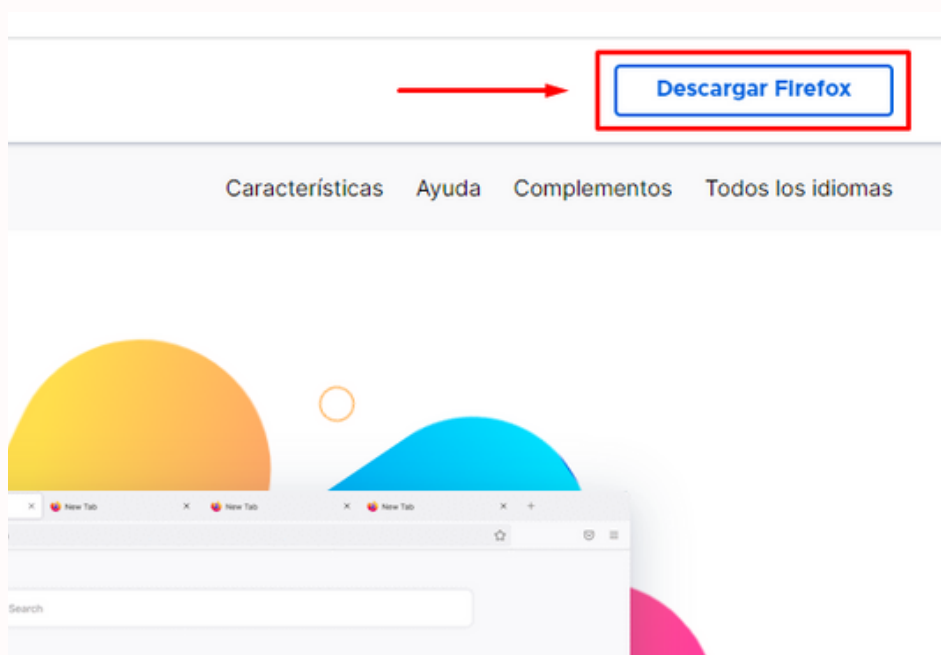 Descargar Firefox
Características Ayuda Complementos Todos los idiomas
New Tab New Tab New Tab
Search